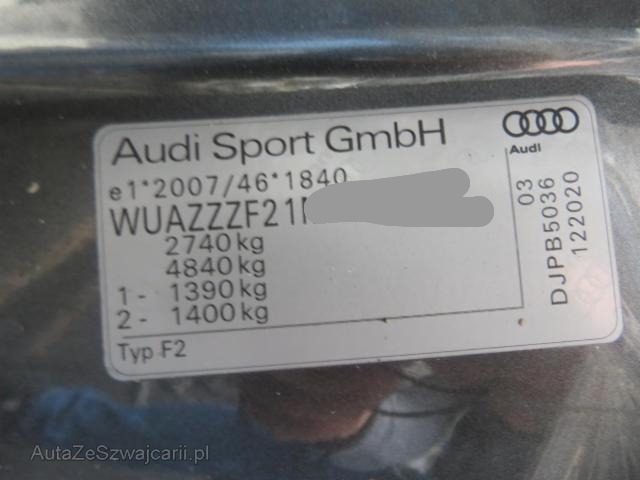 Audi Sport GmbH
Audi
e1*2007/46*1840
WUAZZZF21
2740 kg
4840 kg
1 - 1390 kg
2 - 1400 kg
Typ F2
03
DJPB5036
122020
AutaZeSzwajcarii.pl